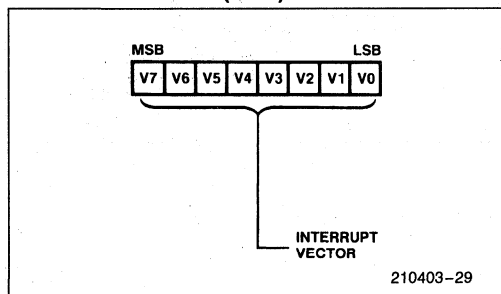 MSB LSB
V7 V6 V5 V4 V3 V2 V1 V0
INTERRUPT
VECTOR
210403-29